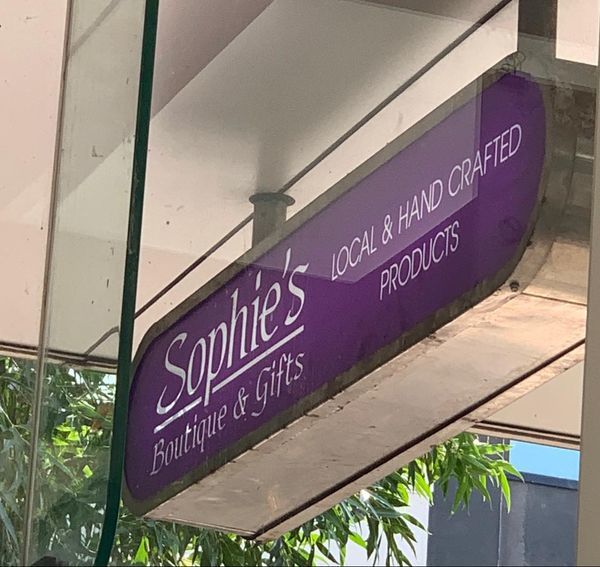 Sophie's
Boutique & Gifts
LOCAL & HAND CRAFTED
PRODUCTS